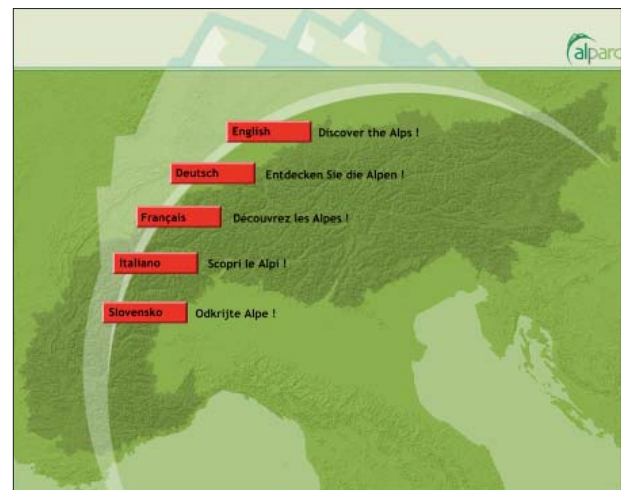 alparc
English Discover the Alps !
Deutsch Entdecken Sie die Alpen !
Français Découvrez les Alpes !
Italiano Scopri le Alpi !
Slovensko Odkrijte Alpe !